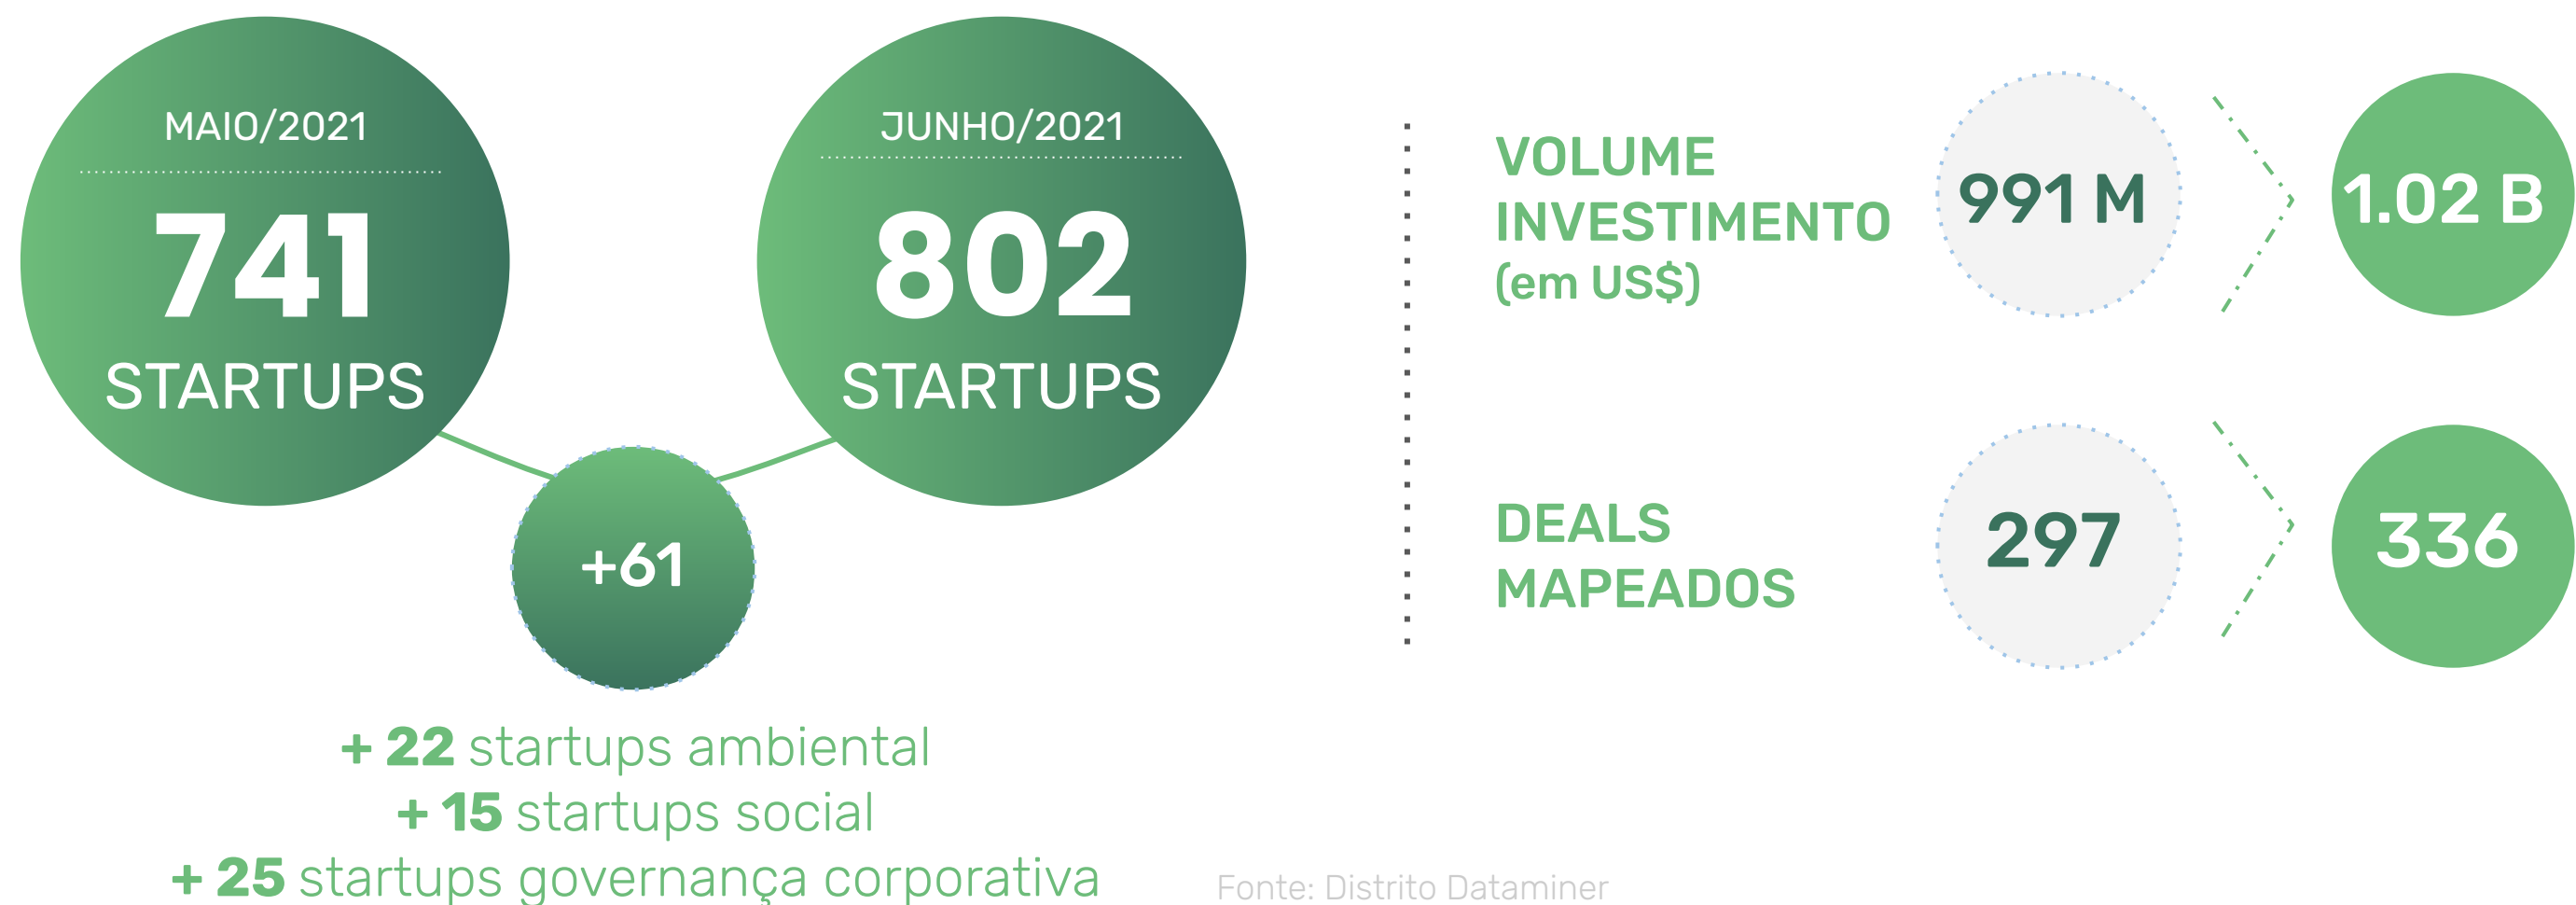 MAIO/2021
741
STARTUPS
JUNHO/2021
802
STARTUPS
+61
+ 22 startups ambiental
+ 15 startups social
+ 25 startups governança corporativa
VOLUME
INVESTIMENTO
(em US$)
991 M
1.02 B
DEALS
MAPEADOS
297
336
Fonte: Distrito Dataminer